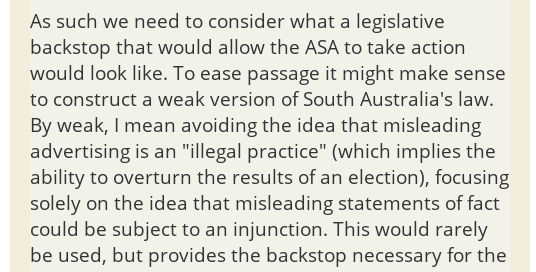 As such we need to consider what a legislative
backstop that would allow the ASA to take action
would look like. To ease passage it might make sense
to construct a weak version of South Australia's law.
By weak, I mean avoiding the idea that misleading
advertising is an "illegal practice" (which implies the
ability to overturn the results of an election), focusing
solely on the idea that misleading statements of fact
could be subject to an injunction. This would rarely
be used, but provides the backstop necessary for the